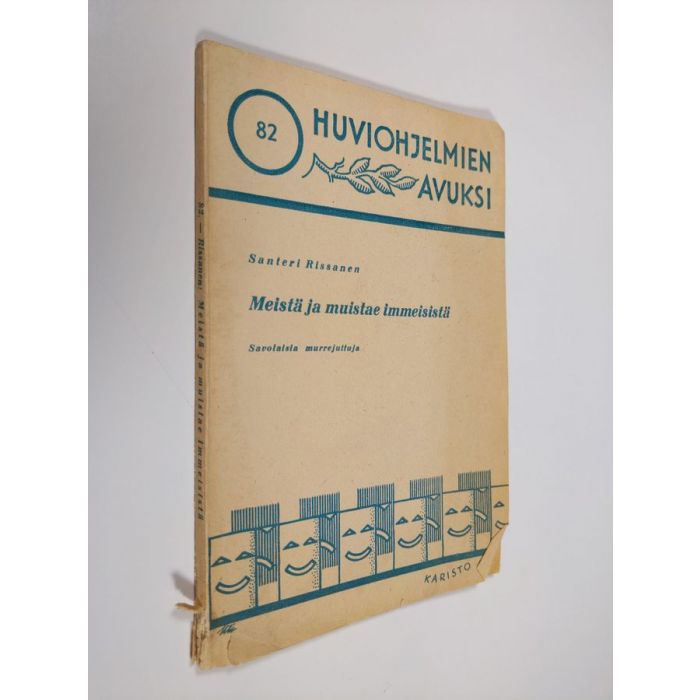 82
HUVIOHJELMIEN
AVUKSI
Santeri Rissanen
Meistä ja muistae immeisistä
Savolaisia murrejuttuja
KARISTO
82. — Rissanen: Meistä ja muistae immeisistä